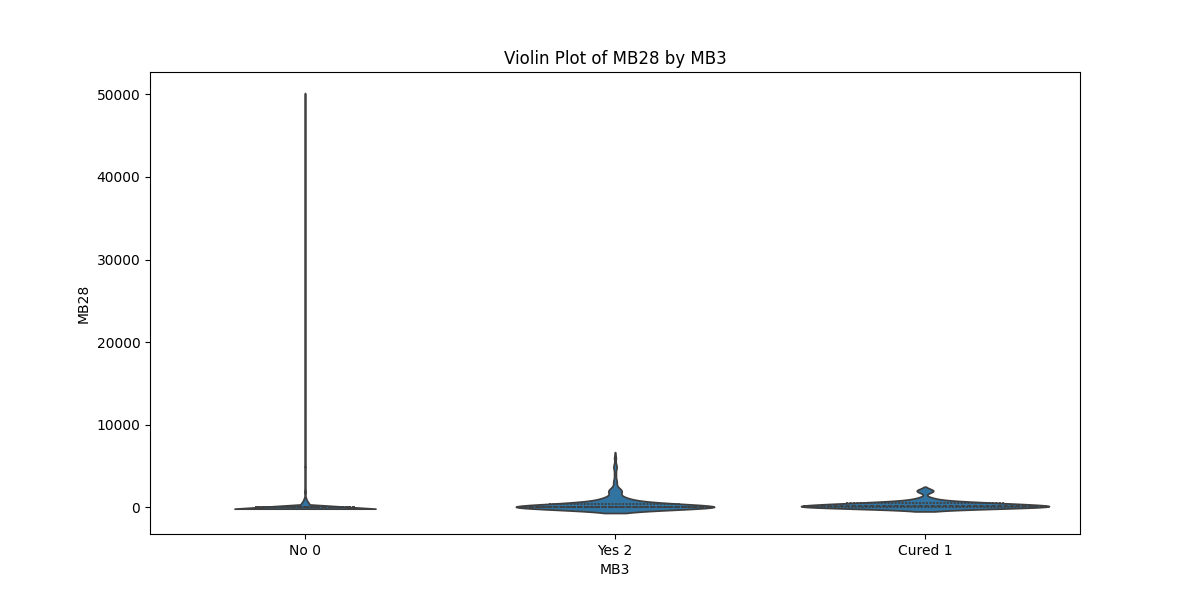 Violin Plot of MB28 by MB3
50000
40000
30000
20000
10000
0
MB28
No 0
Yes 2
Cured 1
MB3